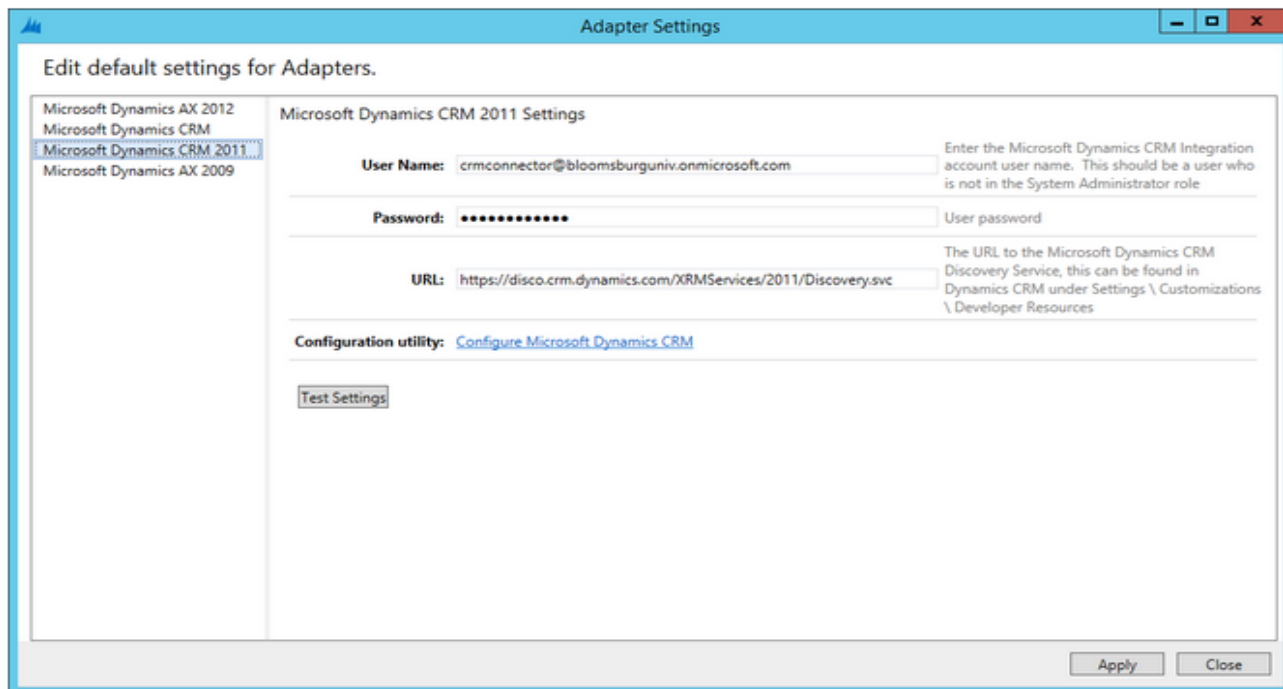 Adapter Settings
Edit default settings for Adapters.
Microsoft Dynamics AX 2012
Microsoft Dynamics CRM
Microsoft Dynamics CRM 2011
Microsoft Dynamics AX 2009
Microsoft Dynamics CRM 2011 Settings
User Name: crmconnector@bloomsburguniv.onmicrosoft.com
Enter the Microsoft Dynamics CRM Integration
account user name. This should be a user who
is not in the System Administrator role
Password: ●●●●●●●●●●●●
User password
URL: https://disco.crm.dynamics.com/XRMServices/2011/Discovery.svc
The URL to the Microsoft Dynamics CRM
Discovery Service, this can be found in
Dynamics CRM under Settings \ Customizations
\ Developer Resources
Configuration utility: Configure Microsoft Dynamics CRM
Test Settings
Apply
Close